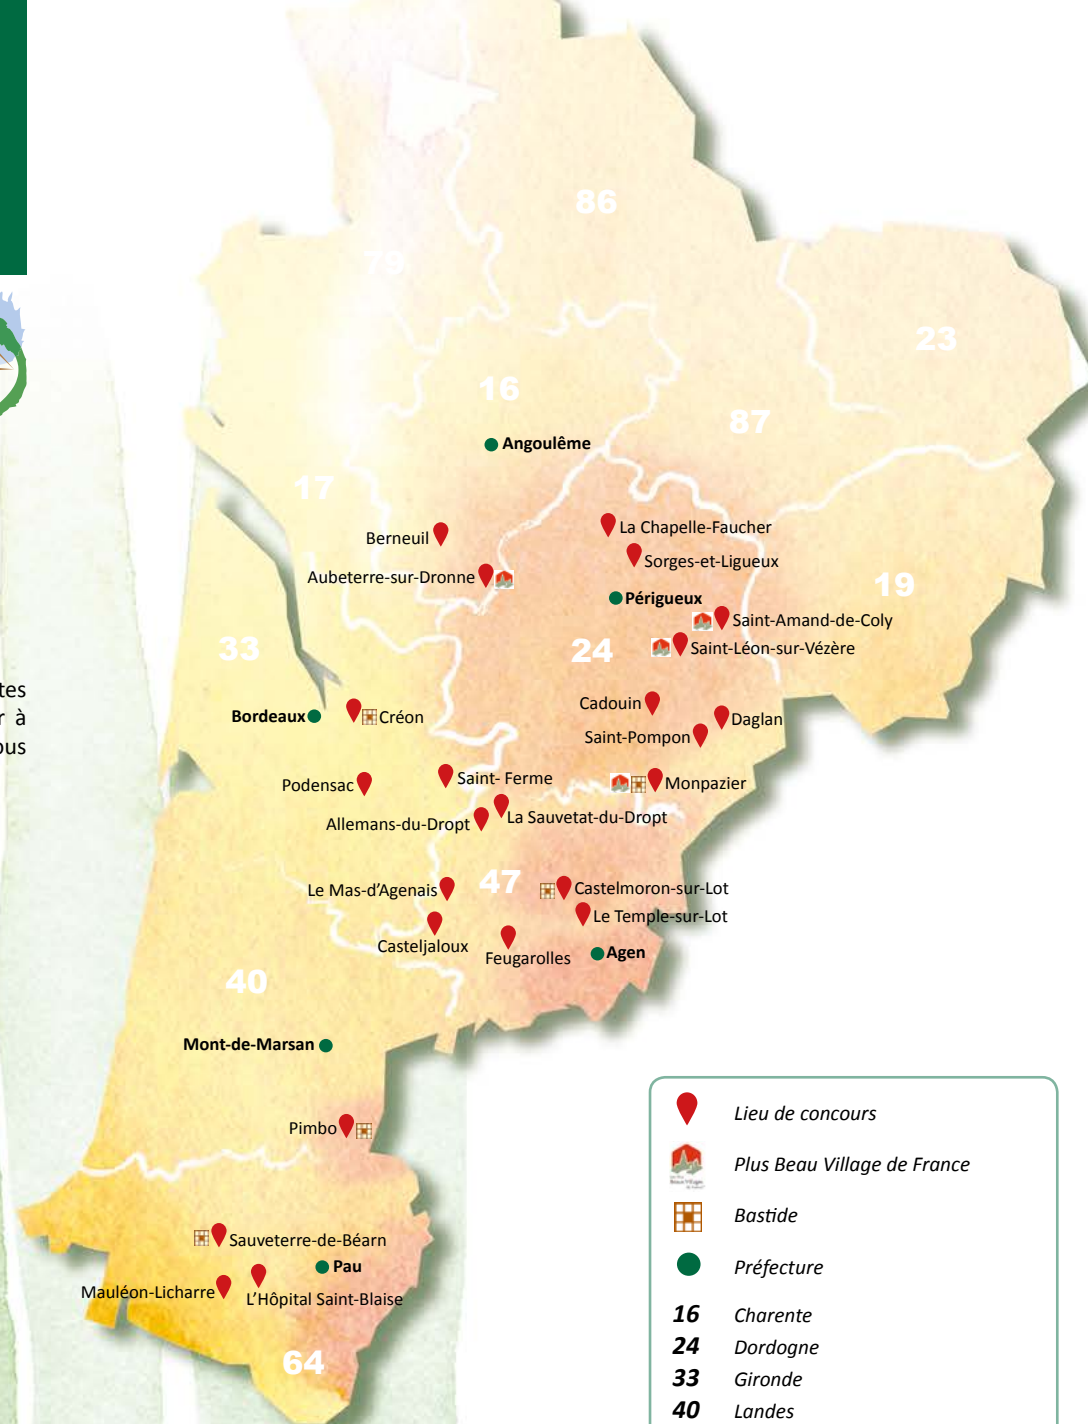 86
79
23
16
87
Angoulême
17
La Chapelle-Faucher
Berneuil
Sorges-et-Ligueux
Aubeterre-sur-Dronne
19
Périgueux
Saint-Amand-de-Coly
33
24
Saint-Léon-sur-Vézère
tes
r à
ous
Cadouin
Bordeaux
Créon
Daglan
Saint-Pompon
Saint- Ferme
Podensac
Monpazier
La Sauvetat-du-Dropt
Allemans-du-Dropt
47
Le Mas-d'Agenais
Castelmoron-sur-Lot
Le Temple-sur-Lot
Casteljaloux
Feugarolles
Agen
40
Mont-de-Marsan
Pimbo
Sauveterre-de-Béarn
Pau
Mauléon-Licharre
L'Hôpital Saint-Blaise
64
Lieu de concours
Plus Beau Village de France
Bastide
Préfecture
16 Charente
24 Dordogne
33 Gironde
40 Landes